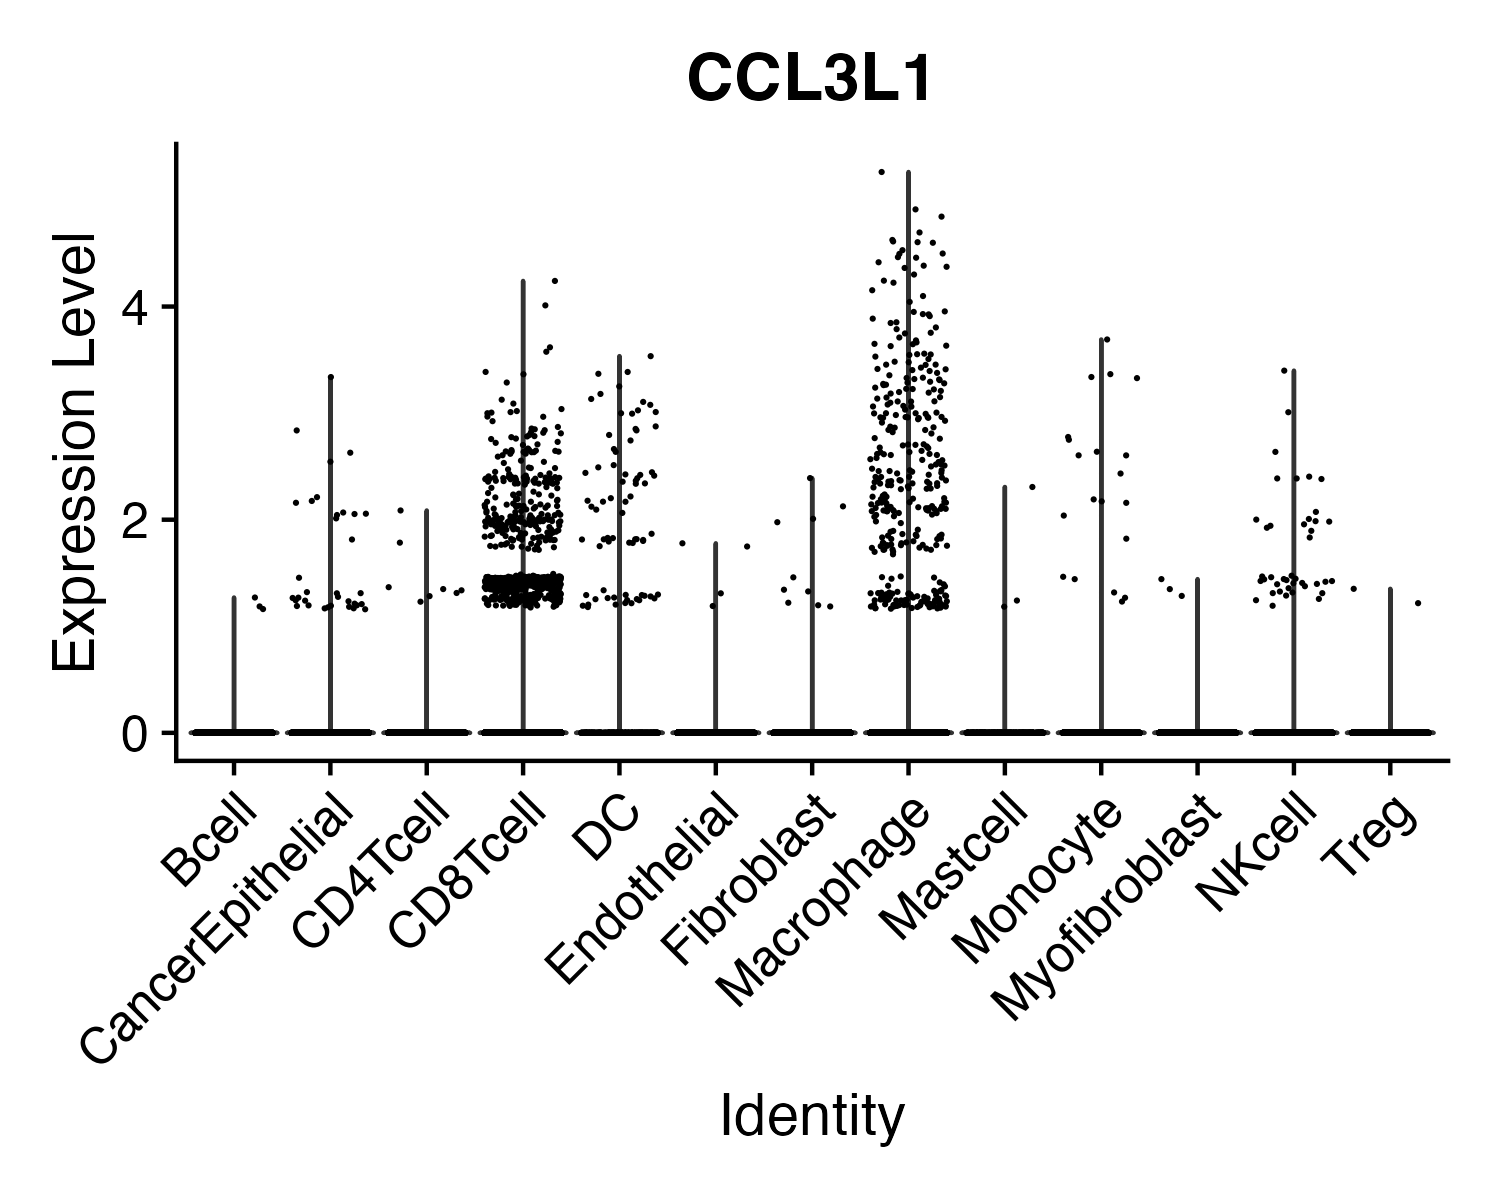 CCL3L1
Expression Level
4
2
0
Bcell
CancerEpithelial
CD4Tcell
CD8Tcell
DC
Endothelial
Fibroblast
Macrophage
Mastcell
Monocyte
Myofibroblast
NKcell
Treg
Identity